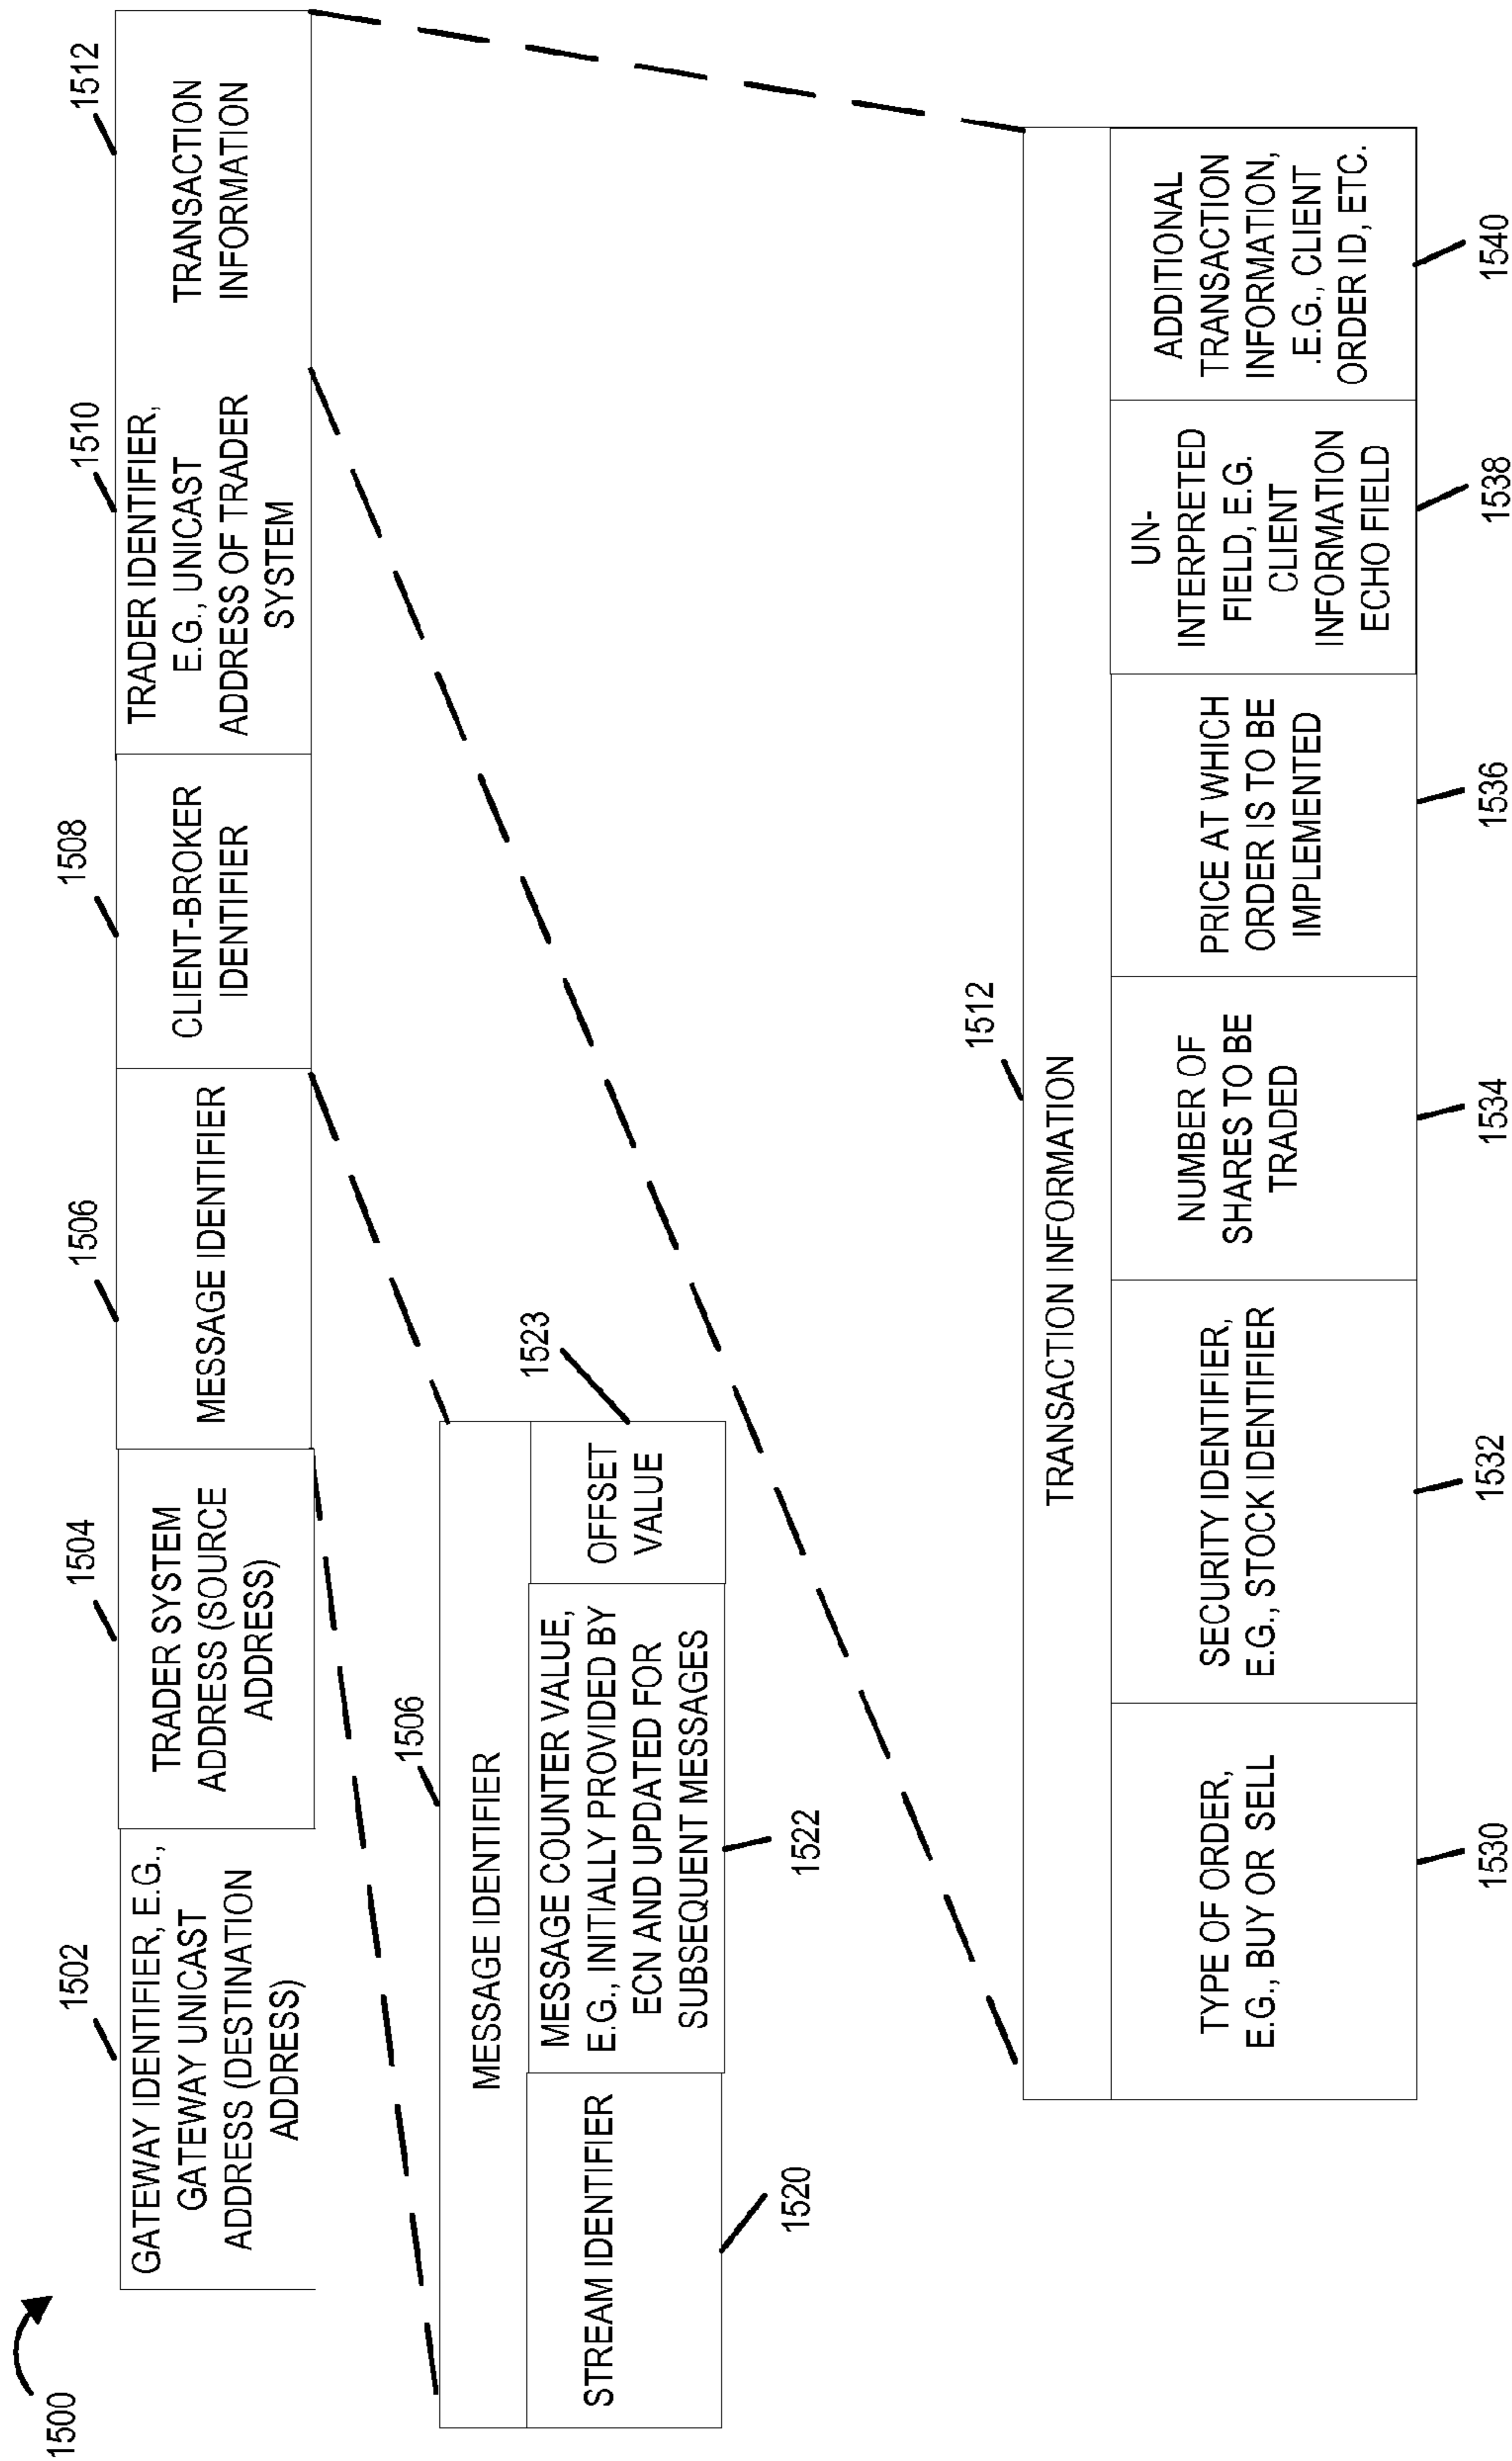 1500
1502
1504
1506
1508
1510
1512
GATEWAY IDENTIFIER, E.G.,
GATEWAY UNICAST
ADDRESS (DESTINATION
ADDRESS)
TRADER SYSTEM
ADDRESS (SOURCE
ADDRESS)
MESSAGE IDENTIFIER
CLIENT-BROKER
IDENTIFIER
TRADER IDENTIFIER,
E.G., UNICAST
ADDRESS OF TRADER
SYSTEM
TRANSACTION
INFORMATION
1506
MESSAGE IDENTIFIER
1523
STREAM IDENTIFIER
MESSAGE COUNTER VALUE,
E.G., INITIALLY PROVIDED BY
ECN AND UPDATED FOR
SUBSEQUENT MESSAGES
OFFSET
VALUE
1520
1522
1512
TRANSACTION INFORMATION
TYPE OF ORDER,
E.G., BUY OR SELL
SECURITY IDENTIFIER,
E.G., STOCK IDENTIFIER
NUMBER OF
SHARES TO BE
TRADED
PRICE AT WHICH
ORDER IS TO BE
IMPLEMENTED
UN-
INTERPRETED
FIELD, E.G.
CLIENT
INFORMATION
ECHO FIELD
ADDITIONAL
TRANSACTION
INFORMATION,
.E.G., CLIENT
ORDER ID, ETC.
1530
1532
1534
1536
1538
1540